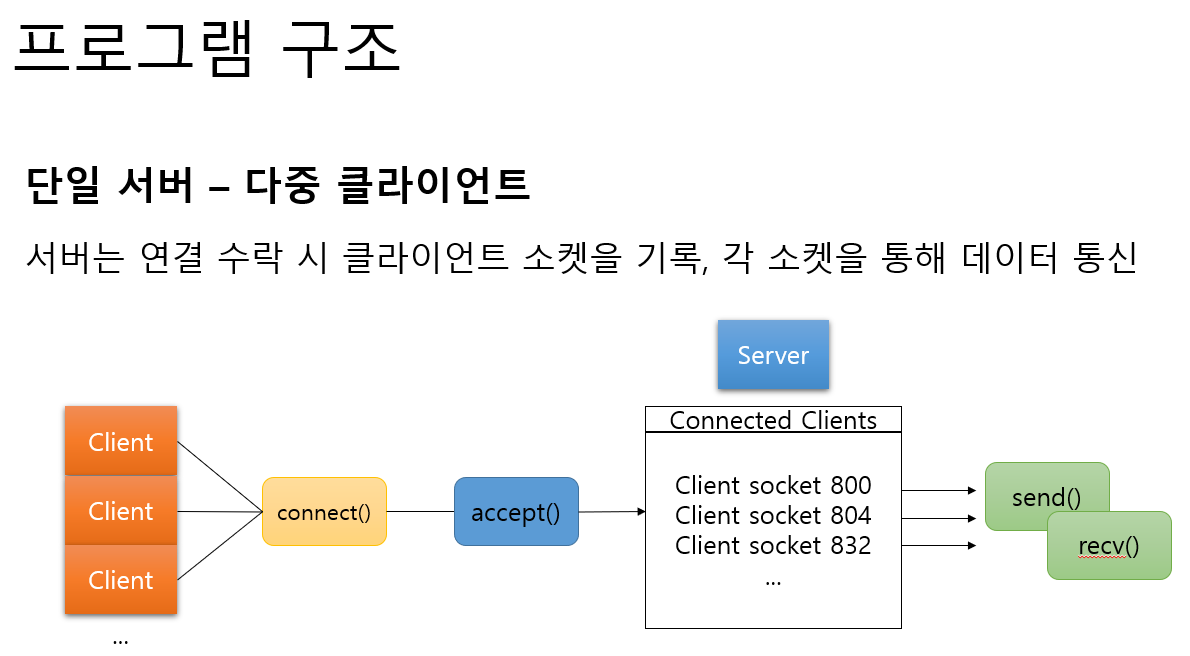 프로그램 구조
단일 서버 – 다중 클라이언트
서버는 연결 수락 시 클라이언트 소켓을 기록, 각 소켓을 통해 데이터 통신
Server
Connected Clients
Client
Client
Client
...
connect()
accept()
Client socket 800
Client socket 804
Client socket 832
...
send()
recv()